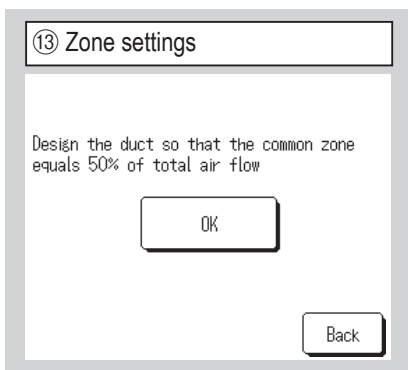 ⑬ Zone settings
Design the duct so that the common zone
equals 50% of total air flow
OK
Back